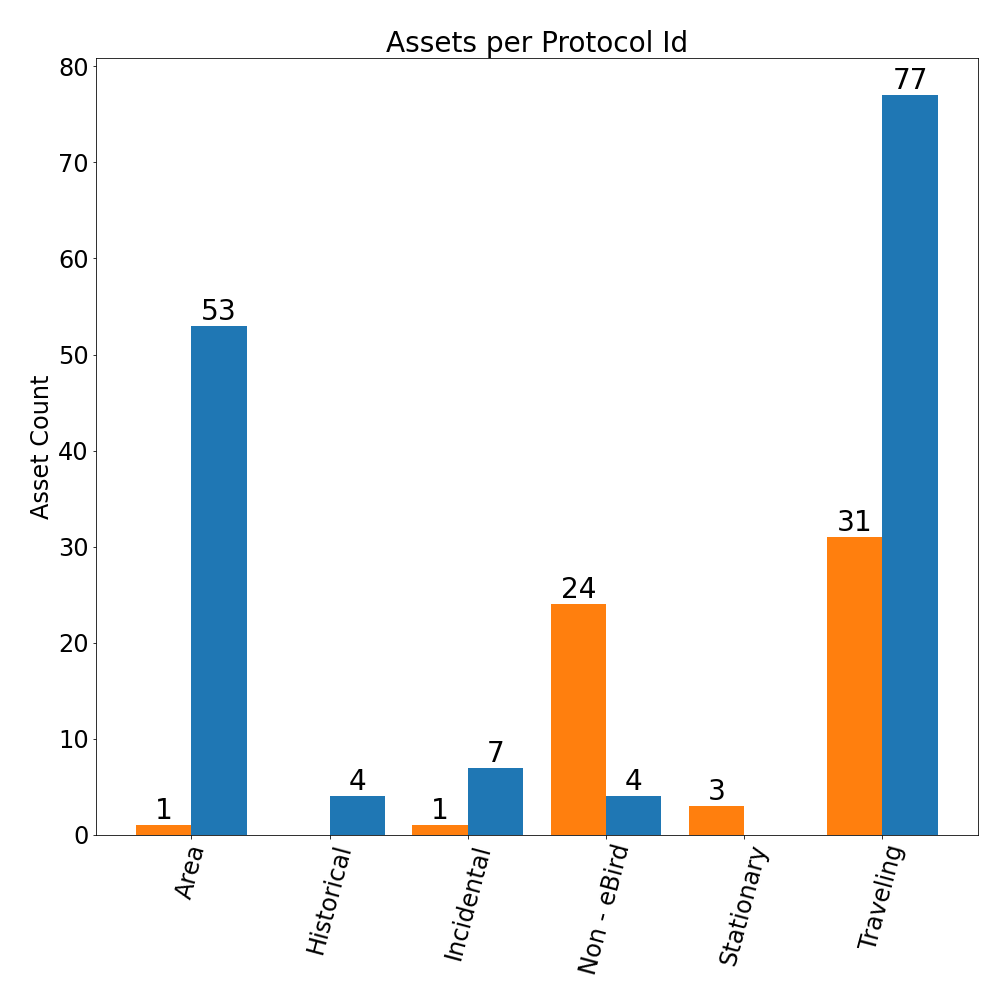 Assets per Protocol Id
80
70
60
50
40
30
20
10
0
Asset Count
1
53
4
1
7
24
4
3
31
77
Area
Historical
Incidental
Non - eBird
Stationary
Traveling